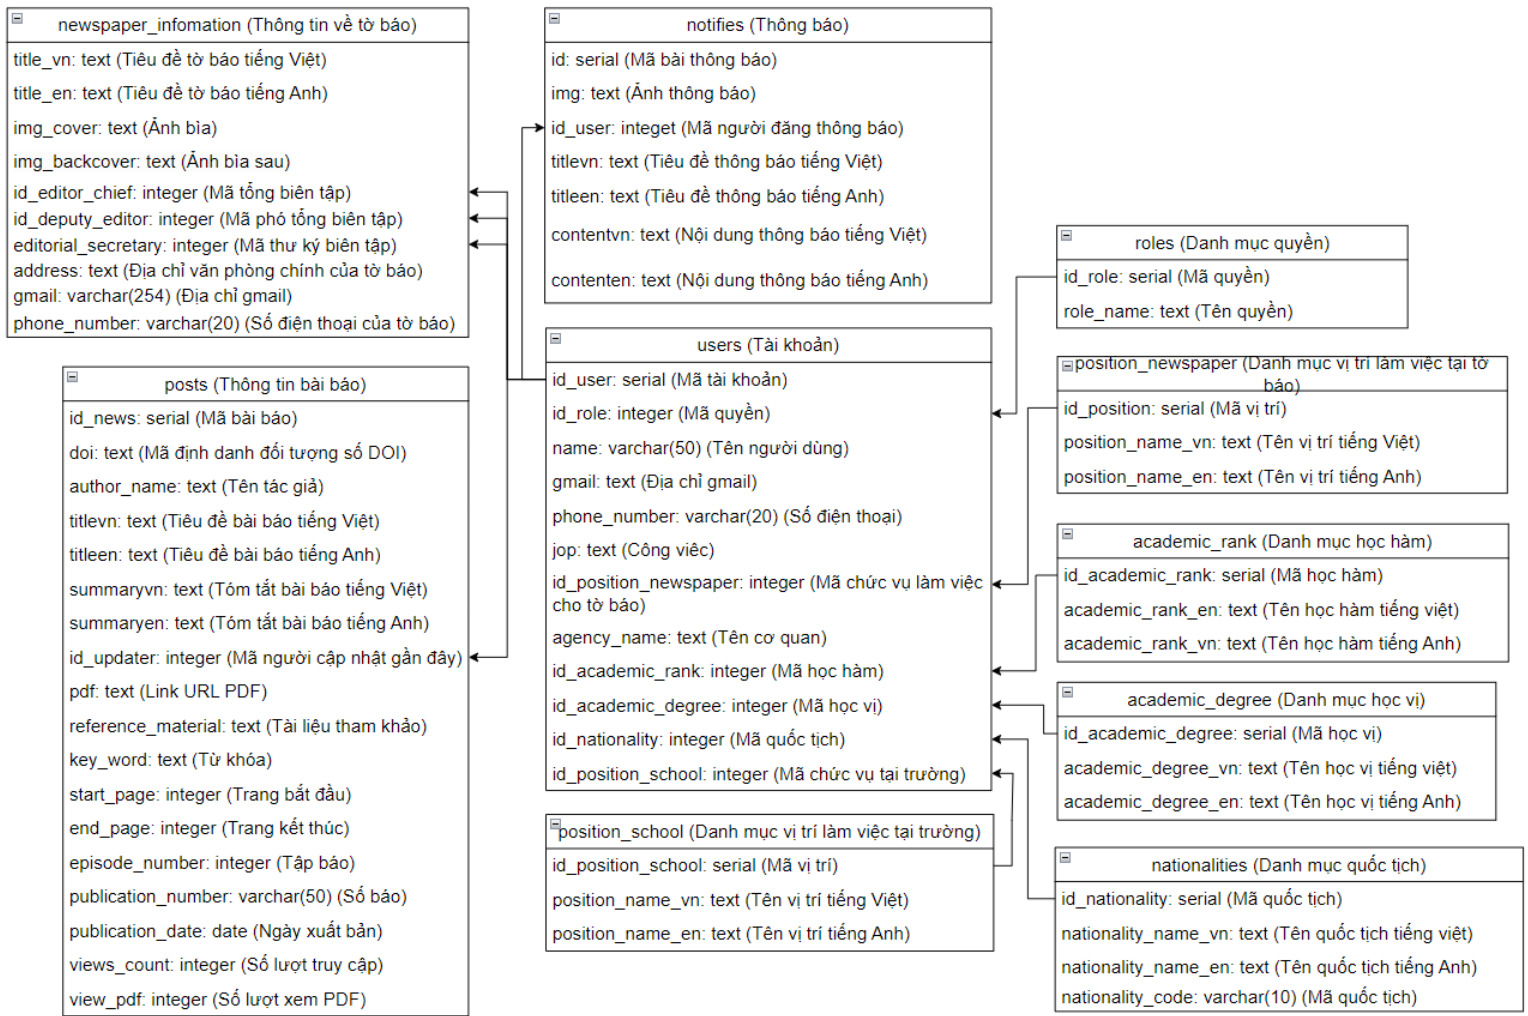 newspaper_infomation (Thông tin về tờ báo)
title_vn: text (Tiêu đề tờ báo tiếng Việt)
title_en: text (Tiêu đề tờ báo tiếng Anh)
img_cover: text (Ảnh bìa)
img_backcover: text (Ảnh bìa sau)
id_editor_chief: integer (Mã tổng biên tập)
id_deputy_editor: integer (Mã phó tổng biên tập)
editorial_secretary: integer (Mã thư ký biên tập)
address: text (Địa chỉ văn phòng chính của tờ báo)
gmail: varchar(254) (Địa chỉ gmail)
phone_number: varchar(20) (Số điện thoại của tờ báo)
posts (Thông tin bài báo)
id_news: serial (Mã bài báo)
doi: text (Mã định danh đối tượng số DOI)
author_name: text (Tên tác giả)
titlevn: text (Tiêu đề bài báo tiếng Việt)
titleen: text (Tiêu đề bài báo tiếng Anh)
summaryvn: text (Tóm tắt bài báo tiếng Việt)
summaryen: text (Tóm tắt bài báo tiếng Anh)
id_updater: integer (Mã người cập nhật gần đây)
pdf: text (Link URL PDF)
reference_material: text (Tài liệu tham khảo)
key_word: text (Từ khóa)
start_page: integer (Trang bắt đầu)
end_page: integer (Trang kết thúc)
episode_number: integer (Tập báo)
publication_number: varchar(50) (Số báo)
publication_date: date (Ngày xuất bản)
views_count: integer (Số lượt truy cập)
view_pdf: integer (Số lượt xem PDF)
notifies (Thông báo)
id: serial (Mã bài thông báo)
img: text (Ảnh thông báo)
id_user: integet (Mã người đăng thông báo)
titlevn: text (Tiêu đề thông báo tiếng Việt)
titleen: text (Tiêu đề thông báo tiếng Anh)
contentvn: text (Nội dung thông báo tiếng Việt)
contenten: text (Nội dung thông báo tiếng Anh)
users (Tài khoản)
id_user: serial (Mã tài khoản)
id_role: integer (Mã quyền)
name: varchar(50) (Tên người dùng)
gmail: text (Địa chỉ gmail)
phone_number: varchar(20) (Số điện thoại)
jop: text (Công viêc)
id_position_newspaper: integer (Mã chức vụ làm việc
cho tờ báo)
agency_name: text (Tên cơ quan)
id_academic_rank: integer (Mã học hàm)
id_academic_degree: integer (Mã học vị)
id_nationality: integer (Mã quốc tịch)
id_position_school: integer (Mã chức vụ tại trường)
position_school (Danh mục vị trí làm việc tại trường)
id_position_school: serial (Mã vị trí)
position_name_vn: text (Tên vị trí tiếng Việt)
position_name_en: text (Tên vị trí tiếng Anh)
roles (Danh mục quyền)
id_role: serial (Mã quyền)
role_name: text (Tên quyền)
position_newspaper (Danh mục vị trí làm việc tại tờ
báo)
id_position: serial (Mã vị trí)
position_name_vn: text (Tên vị trí tiếng Việt)
position_name_en: text (Tên vị trí tiếng Anh)
academic_rank (Danh mục học hàm)
id_academic_rank: serial (Mã học hàm)
academic_rank_en: text (Tên học hàm tiếng việt)
academic_rank_vn: text (Tên học hàm tiếng Anh)
academic_degree (Danh mục học vị)
id_academic_degree: serial (Mã học vị)
academic_degree_vn: text (Tên học vị tiếng việt)
academic_degree_en: text (Tên học vị tiếng Anh)
nationalities (Danh mục quốc tịch)
id_nationality: serial (Mã quốc tịch)
nationality_name_vn: text (Tên quốc tịch tiếng việt)
nationality_name_en: text (Tên quốc tịch tiếng Anh)
nationality_code: varchar(10) (Mã quốc tịch)